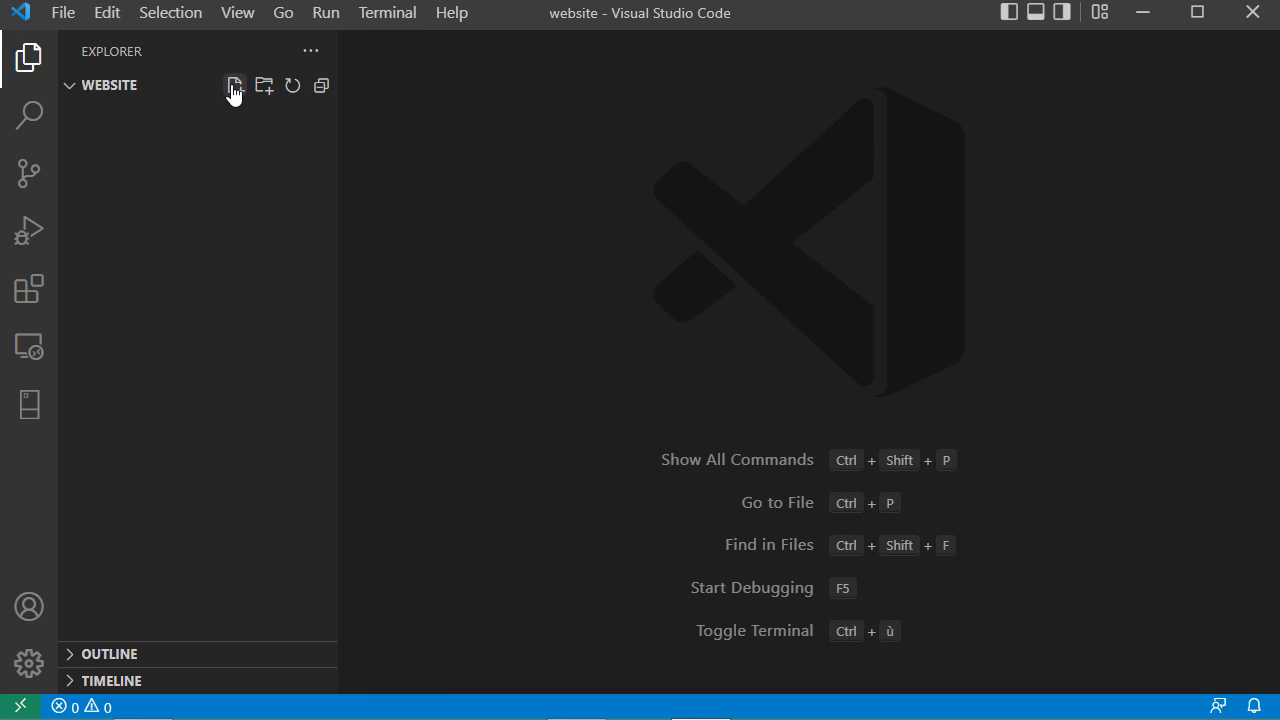 File Edit Selection View Go Run Terminal Help website - Visual Studio Code
EXPLORER
WEBSITE
Show All Commands Ctrl + Shift + P
Go to File Ctrl + P
Find in Files Ctrl + Shift + F
Start Debugging F5
Toggle Terminal Ctrl + ù
OUTLINE
TIMELINE
0 0